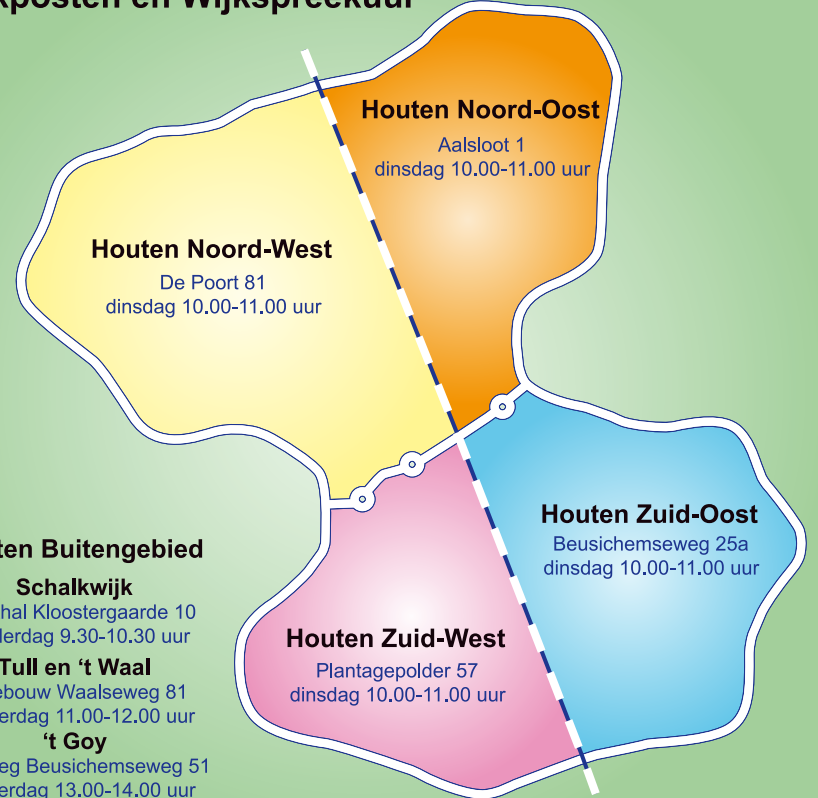 en Wijkspreekuur
Houten Noord-Oost
Aalsloot 1
dinsdag 10.00-11.00 uur
Houten Noord-West
De Poort 81
dinsdag 10.00-11.00 uur
Houten Zuid-Oost
Beusichemseweg 25a
dinsdag 10.00-11.00 uur
Houten Zuid-West
Plantagepolder 57
dinsdag 10.00-11.00 uur
Buitengebied
Schalkwijk
Kloostergaarde 10
9.30-10.30 uur
Tull en ‘t Waal
Waalseweg 81
11.00-12.00 uur
‘t Goy
Beusichemseweg 51
13.00-14.00 uur